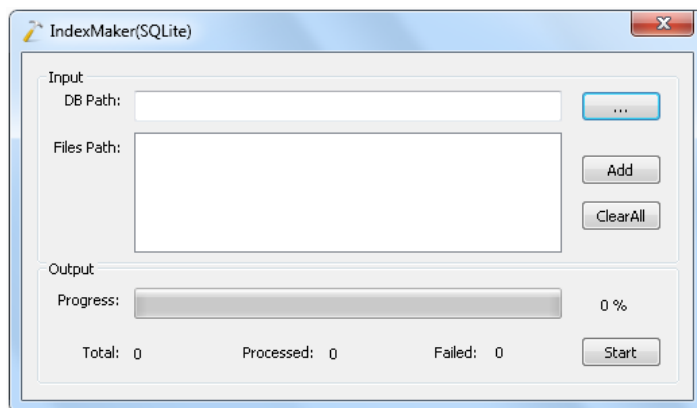 IndexMaker(SQLite)
Input
DB Path: ...
Files Path:
Add
ClearAll
Output
Progress: 0 %
Total: 0 Processed: 0 Failed: 0 Start